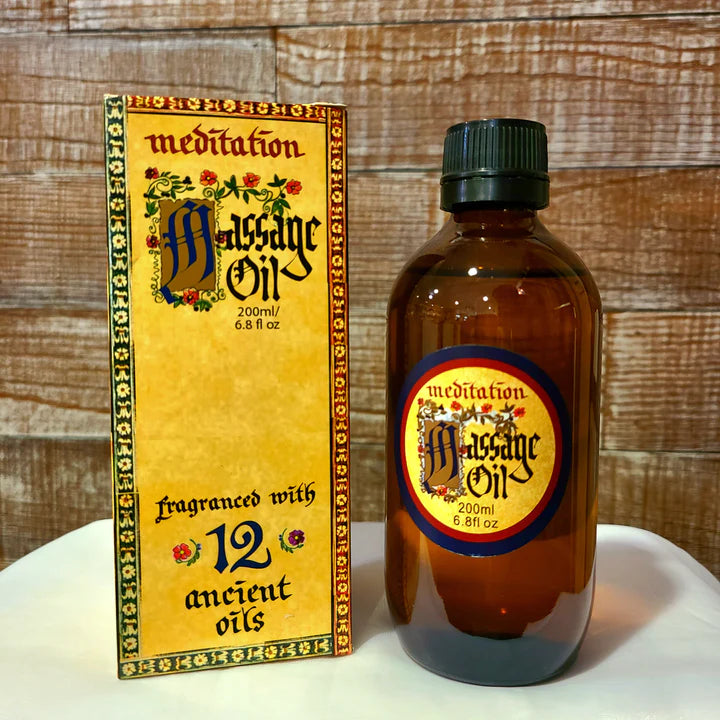 meditation
Massage
Oil
200ml/
6.8 fl oz
fragranced with
12
ancient
oils
meditation
Massage
Oil
200ml
6.8fl oz